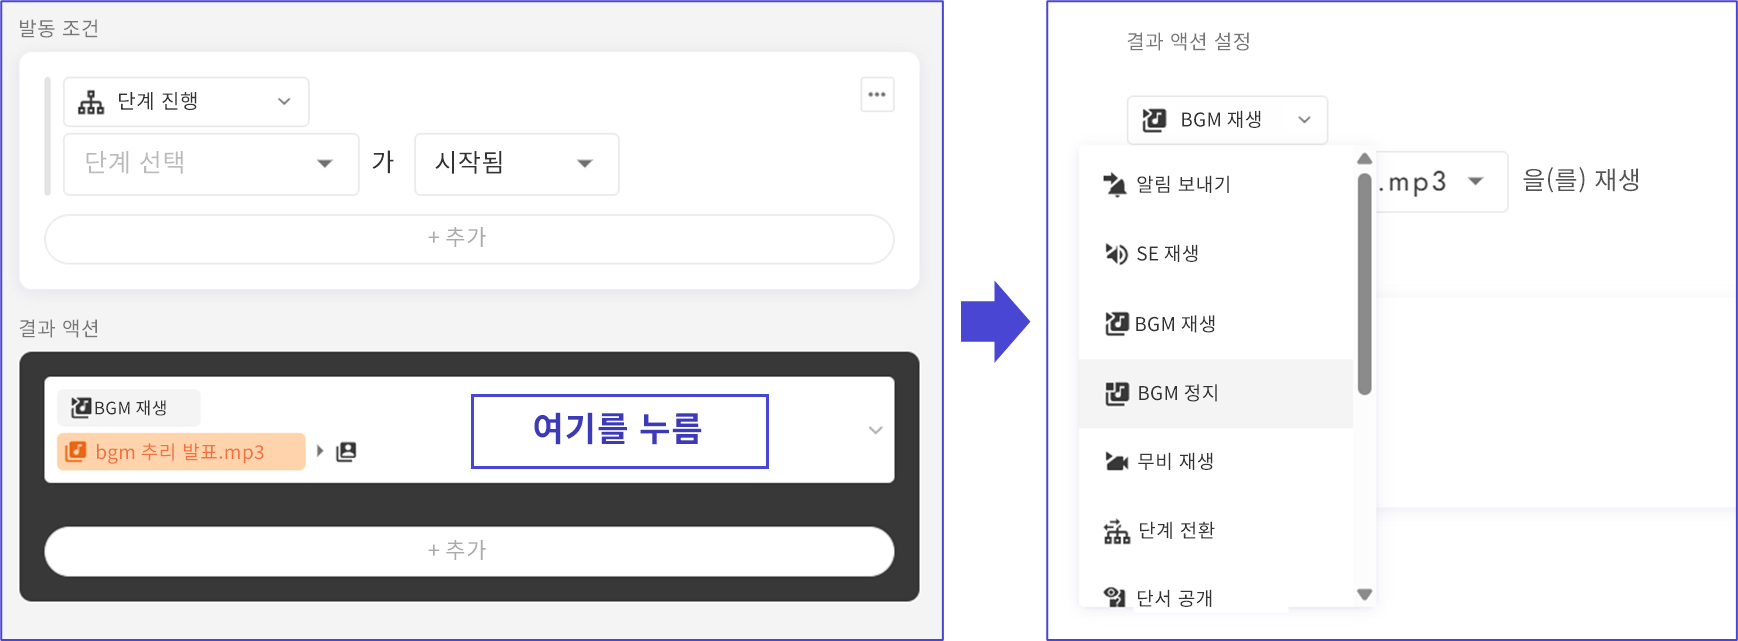 발동 조건
단계 진행
단계 선택 가 시작됨
+ 추가
결과 액션
BGM 재생
bgm 추리 발표.mp3
여기를 누름
+ 추가
결과 액션 설정
BGM 재생
.mp3 을(를) 재생
알림 보내기
SE 재생
BGM 재생
BGM 정지
무비 재생
단계 전환
단서 공개